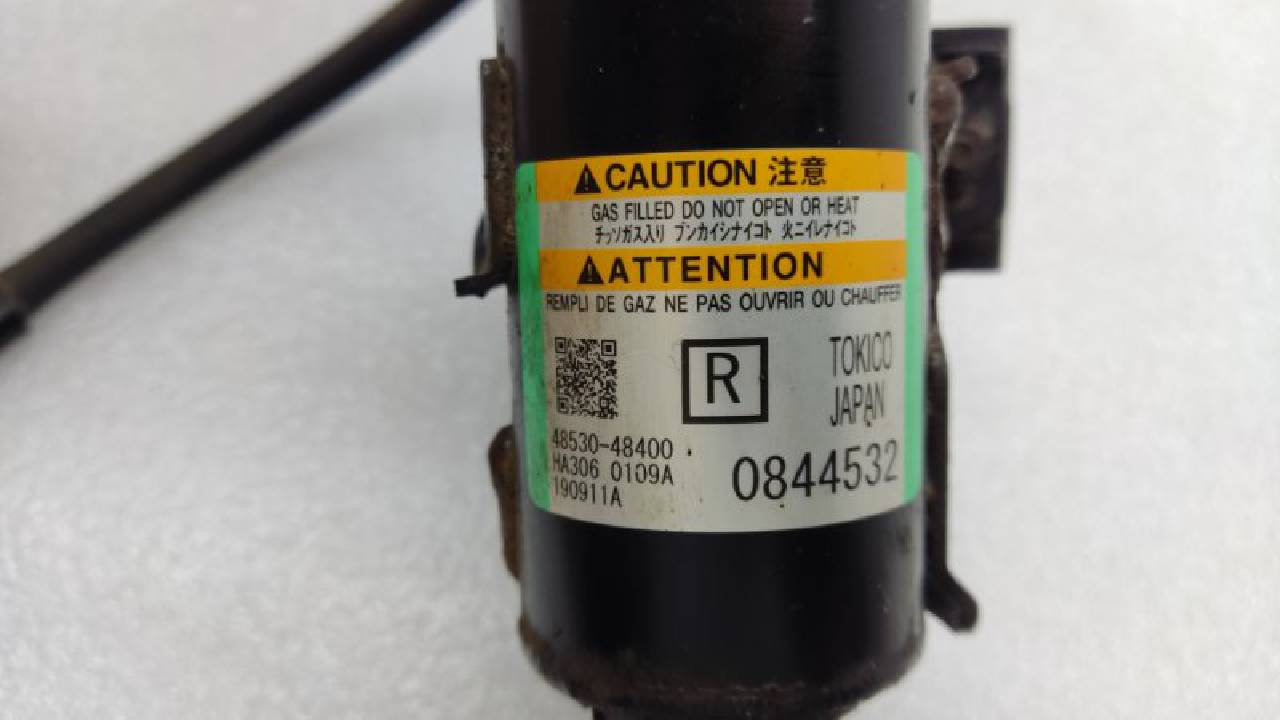 ⚠CAUTION 注意
GAS FILLED DO NOT OPEN OR HEAT
チッソガス入り ブンカイシナイコト 火ニイレナイコト
⚠ATTENTION
REMPLI DE GAZ NE PAS OUVRIR OU CHAUFFER
R
TOKICO
JAPAN
48530-48400
HA306 0109A
190911A
0844532